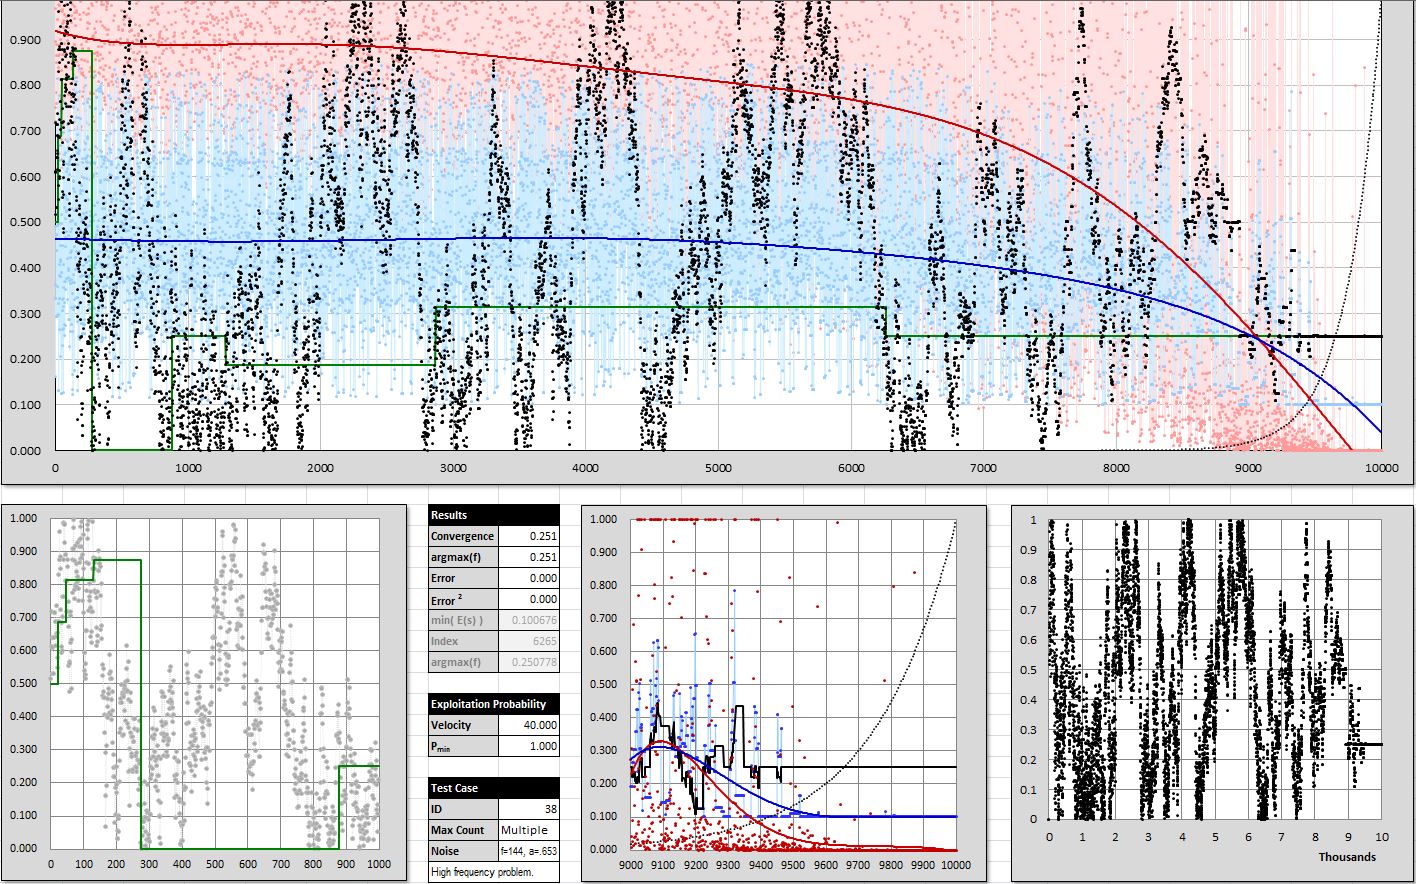 0.900
0.800
0.700
0.600
0.500
0.400
0.300
0.200
0.100
0.000
0 1000 2000 3000 4000 5000 6000 7000 8000 9000 10000
1.000
0.900
0.800
0.700
0.600
0.500
0.400
0.300
0.200
0.100
0.000
0 100 200 300 400 500 600 700 800 900 1000
Results
Convergence 0.251
argmax(f) 0.251
Error 0.000
Error 2 0.000
min( E(s) ) 0.100676
Index 6265
argmax(f) 0.250778
Exploitation Probability
Velocity 40.000
Pmin 1.000
Test Case
ID 38
Max Count Multiple
Noise f=144, a=.653
High frequency problem.
1.000
0.900
0.800
0.700
0.600
0.500
0.400
0.300
0.200
0.100
0.000
9000 9100 9200 9300 9400 9500 9600 9700 9800 9900 10000
1
0.9
0.8
0.7
0.6
0.5
0.4
0.3
0.2
0.1
0
0 1 2 3 4 5 6 7 8 9 10
Thousands